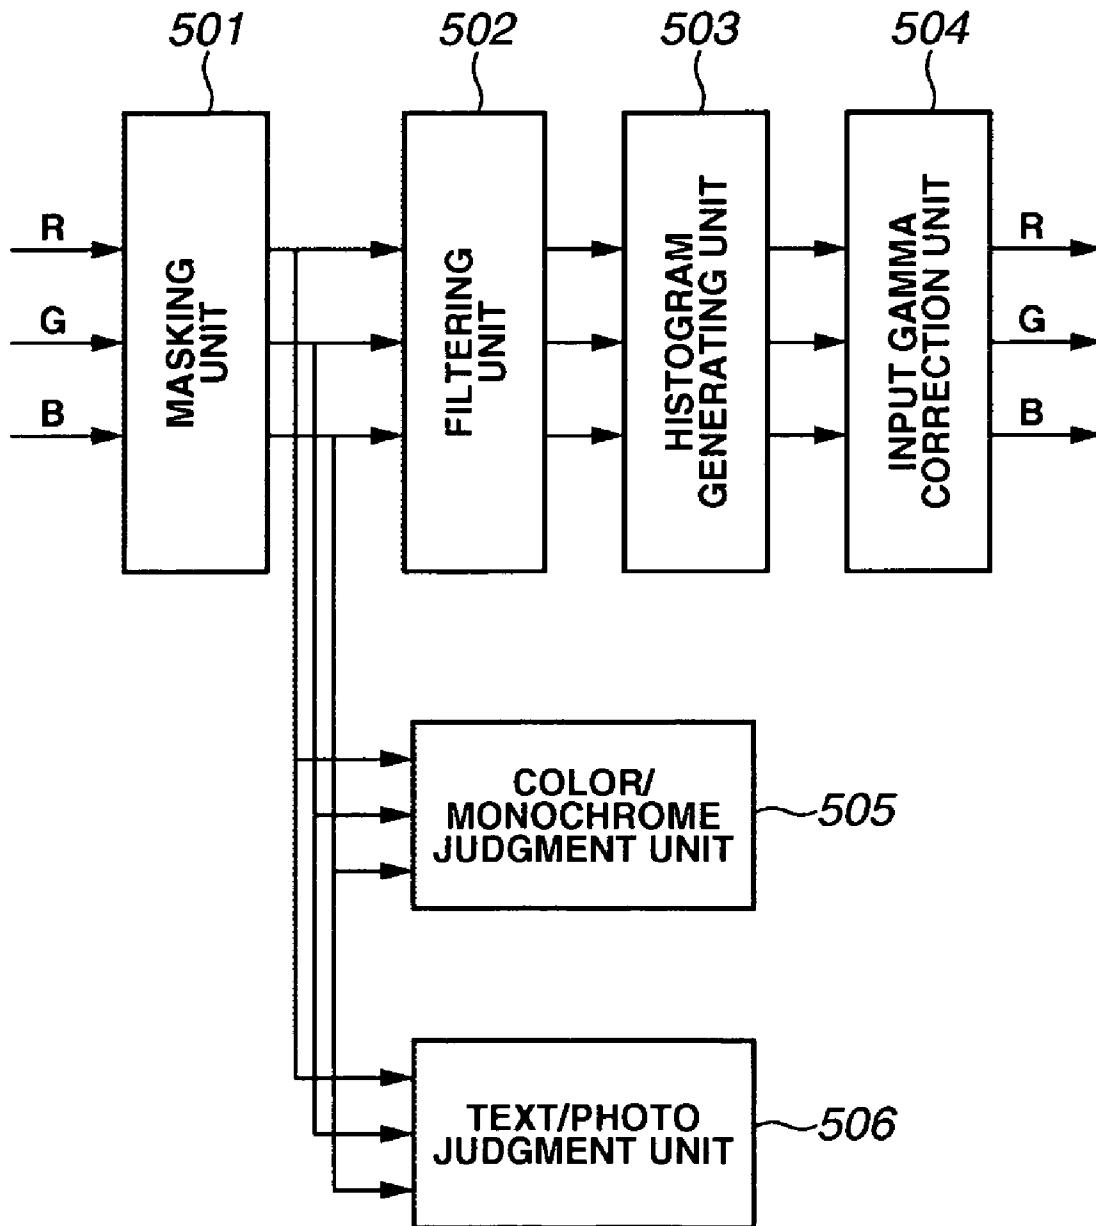 501
502
503
504
R
G
B
MASKING
UNIT
FILTERING
UNIT
HISTOGRAM
GENERATING UNIT
INPUT GAMMA
CORRECTION UNIT
R
G
B
COLOR/
MONOCHROME
JUDGMENT UNIT
505
TEXT/PHOTO
JUDGMENT UNIT
506